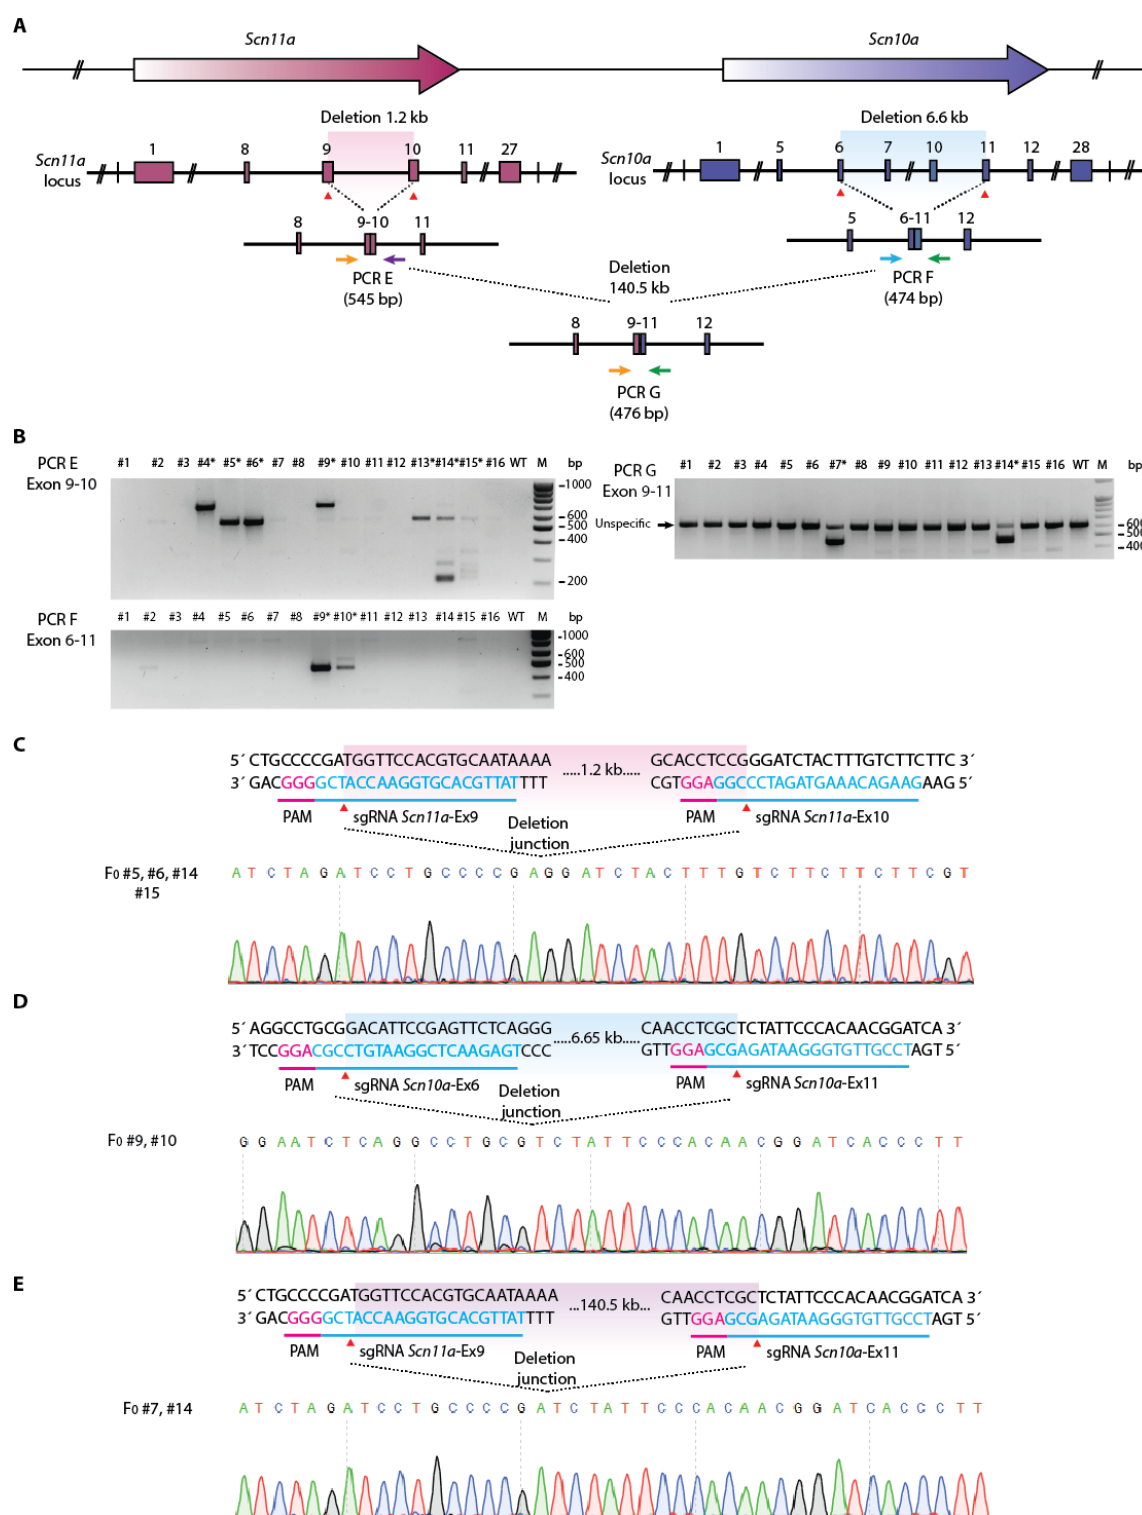 A
Scn11a Scn10a
Deletion 1.2 kb Deletion 6.6 kb
Scn11a locus 1 8 9 10 11 27
Scn10a locus 1 5 6 7 10 11 12 28
8 9-10 11 5 6-11 12
PCR E (545 bp)
Deletion 140.5 kb
PCR F (474 bp)
8 9-11 12
PCR G
(476 bp)
B
PCR E
Exon 9-10
#1 #2 #3 #4* #5* #6* #7 #8 #9* #10 #11 #12 #13* #14* #15* #16 WT M bp
1000
600
500
400
200
PCR G
Exon 9-11
#1 #2 #3 #4 #5 #6 #7* #8 #9 #10 #11 #12 #13 #14* #15 #16 WT M bp
Unspecific
600
500
400
PCR F
Exon 6-11
#1 #2 #3 #4 #5 #6 #7 #8 #9* #10* #11 #12 #13 #14 #15 #16 WT M bp
1000
600
500
400
C
5´ CTGCCCCGATGGTTCCACGTGCAATAAAA .....1.2 kb..... GCACCTCCGGGATCTACTTTGTCTTCTTC 3´
3´ GACGGGGCTACCAAGGTGCACGTTATTTT CGTGGAGGCCCTAGATGAAACAGAAGAAG 5´
PAM sgRNA Scn11a-Ex9 PAM sgRNA Scn11a-Ex10
Deletion
junction
F0 #5, #6, #14
#15
A T C T A G A T C C T G C C C C G A G G A T C T A C T T T G T C T T C T T C T T C G T
D
5´ AGGCCTGCGGACATTCCGAGTTCTCAGGG .....6.65 kb..... CAACCTCGCTCTATTCCCACAACGGATCA 3´
3´ TCCGGACGCCTGTAAGGCTCAAGAGTCCC GTTGGAGCGAGATAAGGGTGTTGCCTAGT 5´
PAM sgRNA Scn10a-Ex6 PAM sgRNA Scn10a-Ex11
Deletion
junction
F0 #9, #10
G G A A T C T C A G G C C T G C G T C T A T T C C C A C A A C G G A T C A C C C T T
E
5´ CTGCCCCGATGGTTCCACGTGCAATAAAA ...140.5 kb... CAACCTCGCTCTATTCCCACAACGGATCA 3´
3´ GACGGGGCTACCAAGGTGCACGTTATTTT GTTGGAGCGAGATAAGGGTGTTGCCTAGT 5´
PAM sgRNA Scn11a-Ex9 PAM sgRNA Scn10a-Ex11
Deletion
junction
F0 #7, #14
A T C T A G A T C C T G C C C C G A T C T A T T C C C A C A A C G G A T C A C C C T T